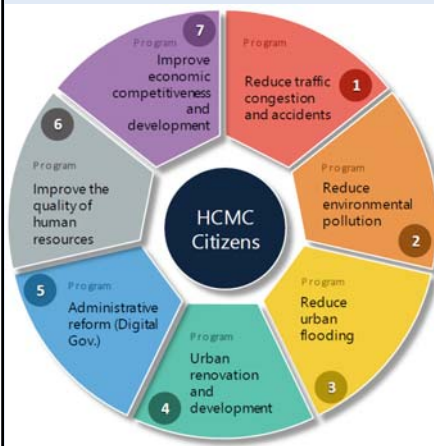 Program
1
Reduce traffic
congestion
and accidents
Program
2
Reduce
environmental
pollution
Program
3
Reduce
urban
flooding
Program
4
Urban
renovation
and
development
Program
5
Administrative
reform (Digital
Gov.)
Program
6
Improve the
quality of
human
resources
Program
7
Improve
economic
competitiveness
and
development
HCMC
Citizens